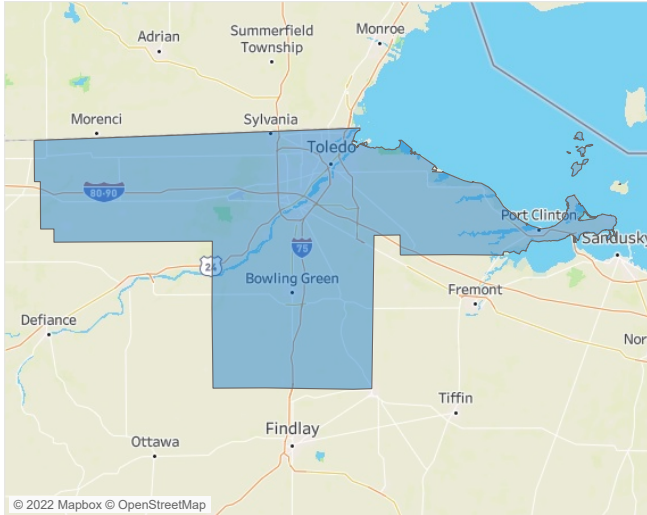 Adrian
Summerfield
Township
Monroe
Morenci
Sylvania
Toledo
80-90
Port Clinton
Sandusky
24
75
Bowling Green
Fremont
Defiance
Nor
Tiffin
Findlay
Ottawa
© 2022 Mapbox © OpenStreetMap